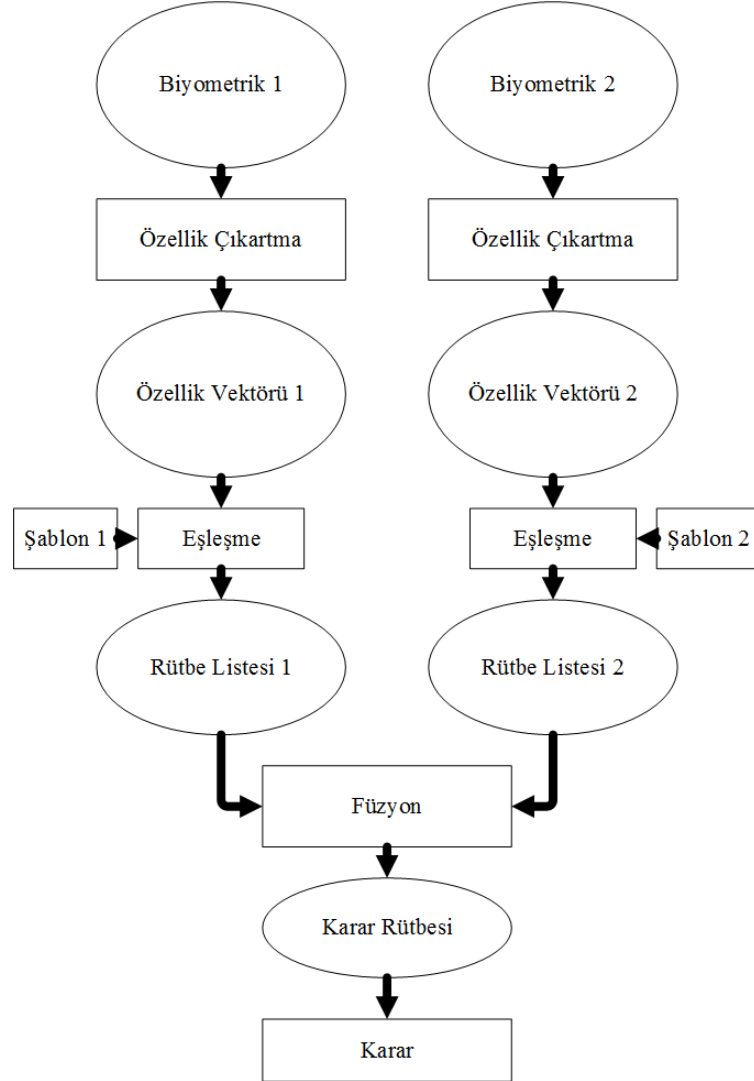 Biyometrik 1
Biyometrik 2
Özellik Çıkartma
Özellik Çıkartma
Özellik Vektörü 1
Özellik Vektörü 2
Şablon 1
Eşleşme
Eşleşme
Şablon 2
Rütbe Listesi 1
Rütbe Listesi 2
Füzyon
Karar Rütbesi
Karar